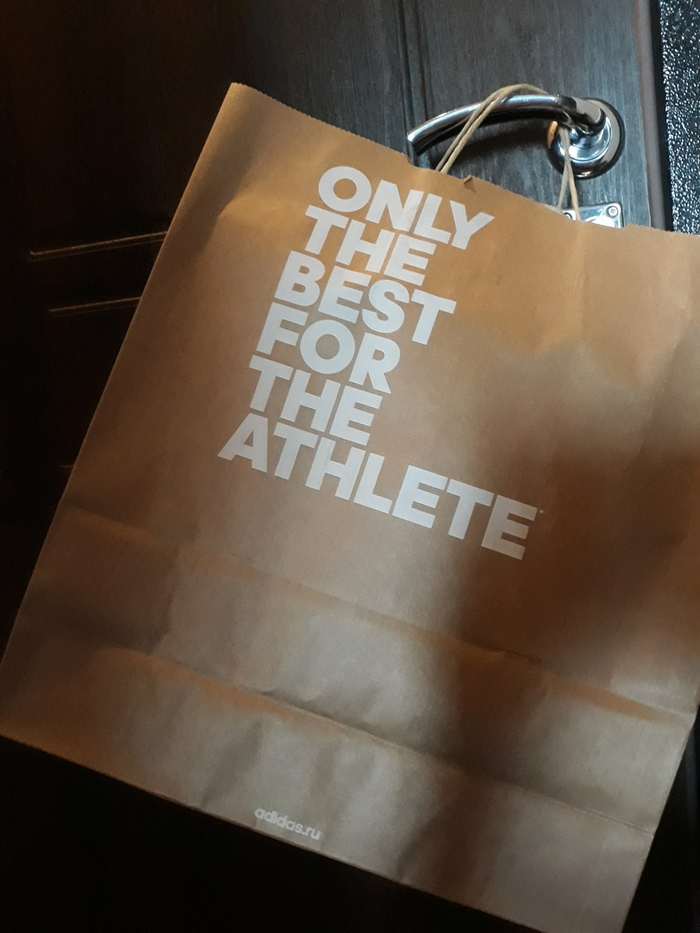 ONLY
THE
BEST
FOR
THE
ATHLETE
adidas.ru